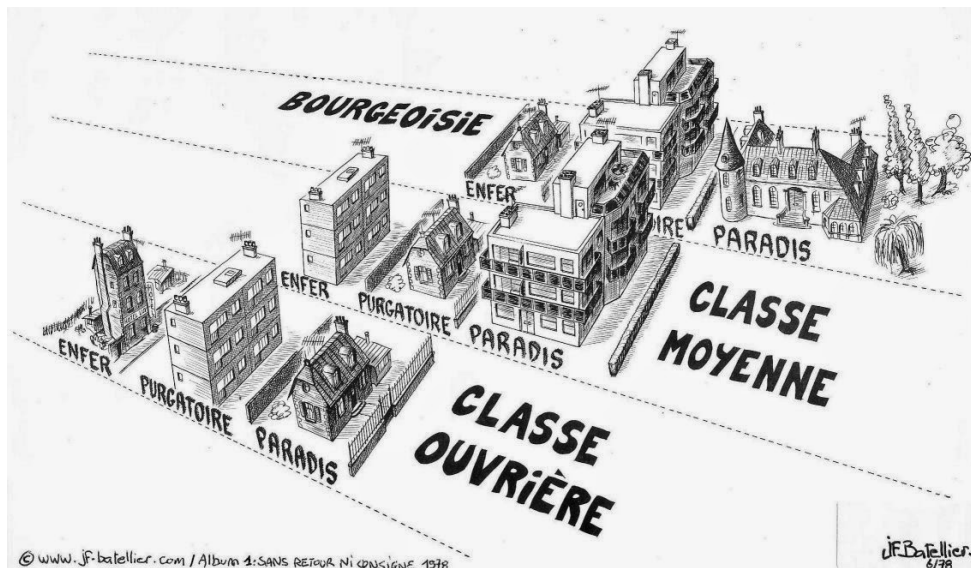 BOURGEOISIE
ENFER
IRE
PARADIS
ENFER
PURGATOIRE
PARADIS
CLASSE
MOYENNE
ENFER
PURGATOIRE
PARADIS
CLASSE
OUVRIÈRE
© www.jf-batellier.com / Album 1: SANS RETOUR NI CONSIGNE 1978
JF. Batellier.
6/78